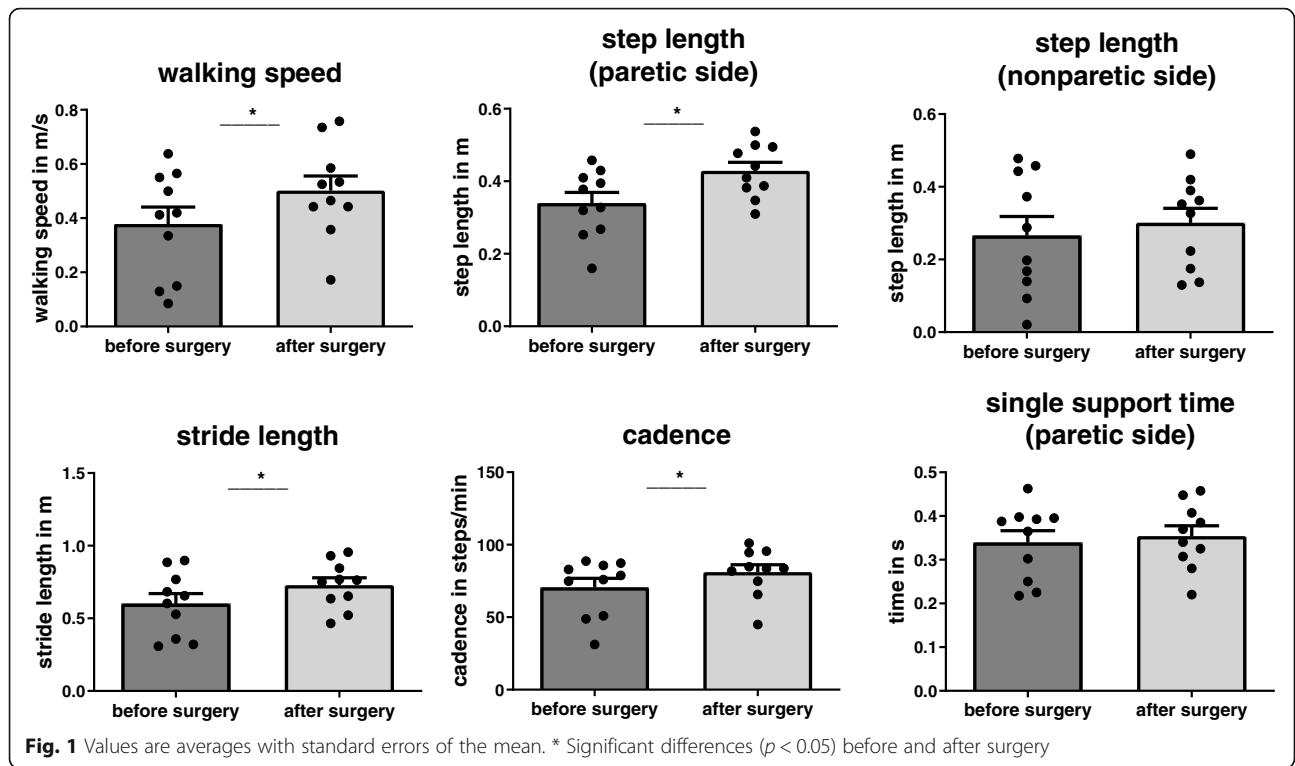 walking speed
*
walking speed in m/s
0.8
0.6
0.4
0.2
0.0
before surgery
after surgery
step length
(paretic side)
*
step length in m
0.6
0.4
0.2
0.0
before surgery
after surgery
step length
(nonparetic side)
step length in m
0.6
0.4
0.2
0.0
before surgery
after surgery
stride length
*
stride length in m
1.5
1.0
0.5
0.0
before surgery
after surgery
cadence
*
cadence in steps/min
150
100
50
0
before surgery
after surgery
single support time
(paretic side)
time in s
0.5
0.4
0.3
0.2
0.1
0.0
before surgery
after surgery
Fig. 1 Values are averages with standard errors of the mean. * Significant differences (p < 0.05) before and after surgery